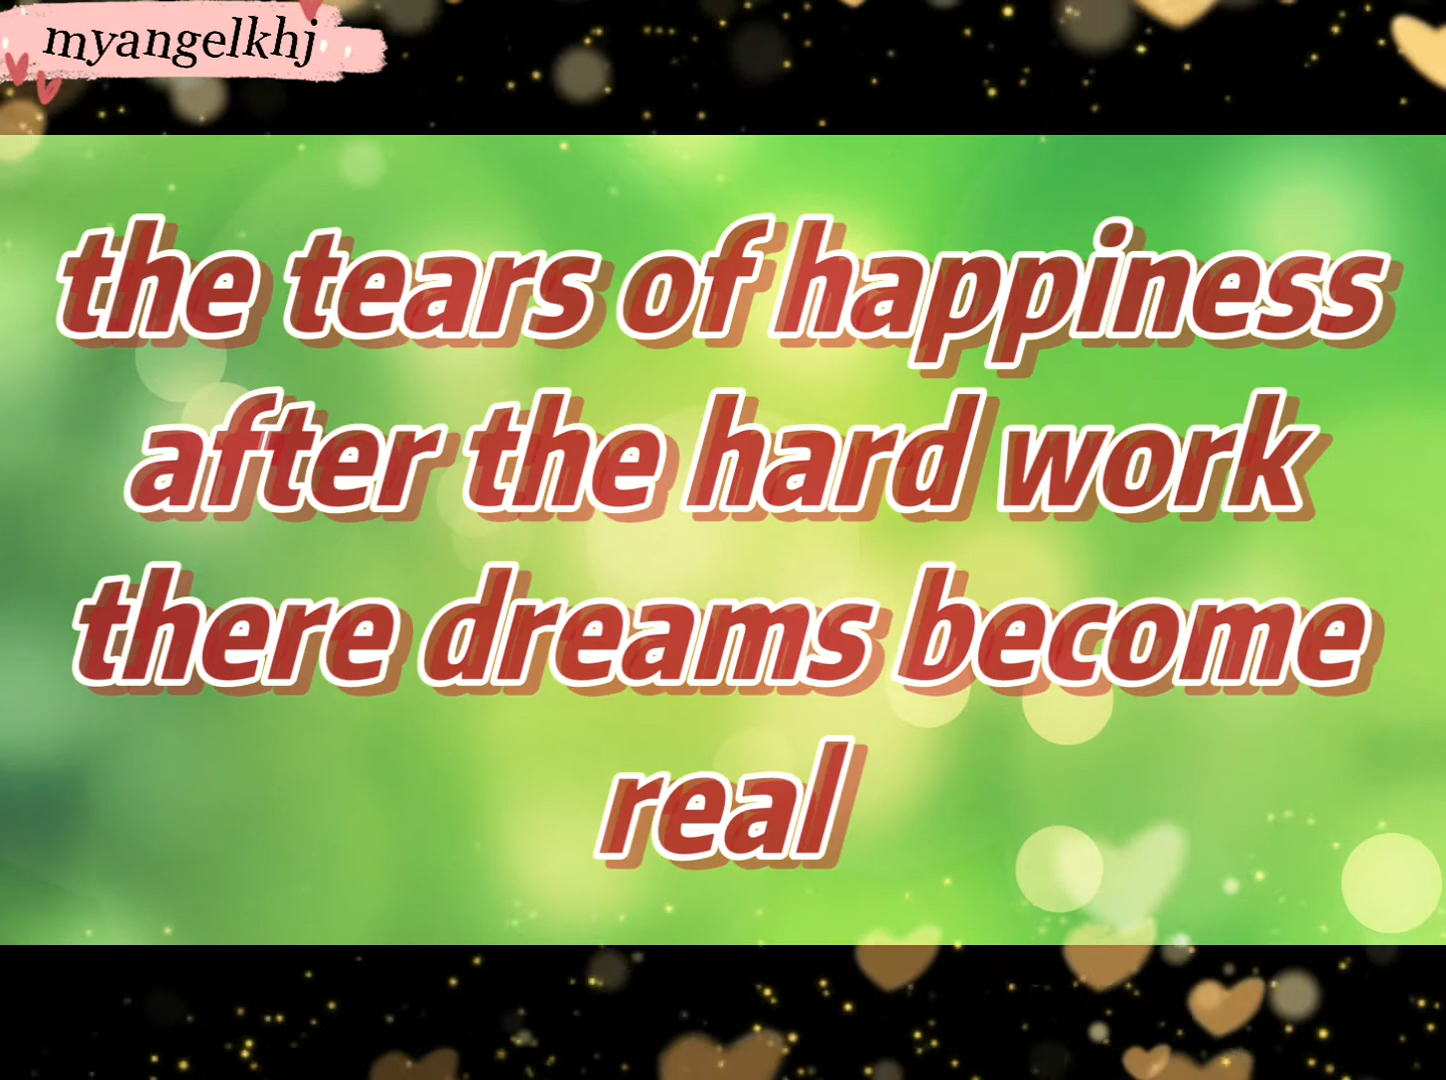 myangelkhj
the tears of happiness
after the hard work
there dreams become
real